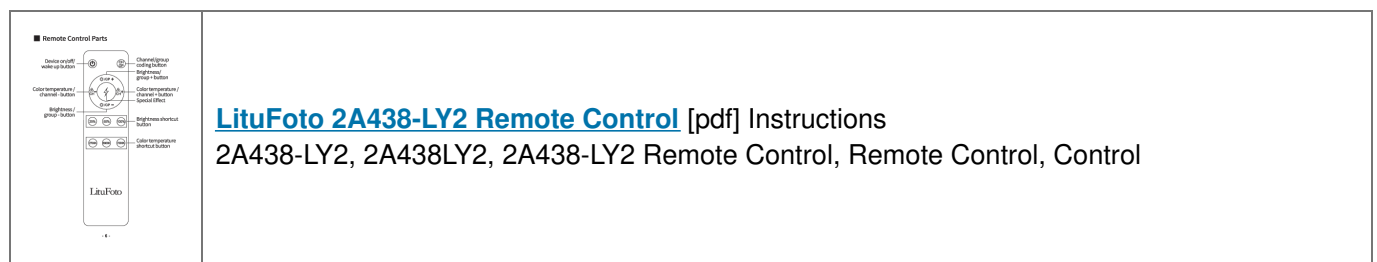 ■ Remote Control Parts
Device on/off/
wake up button
Channel/group
coding button
Brightness/
group + button
Color temperature /
channel - button
Color temperature /
channel + button
Special Effect
Brightness /
group - button
Brightness shortcut
button
Color temperature
shortcut button
LituFoto
- 6 -
LituFoto 2A438-LY2 Remote Control [pdf] Instructions
2A438-LY2, 2A438LY2, 2A438-LY2 Remote Control, Remote Control, Control